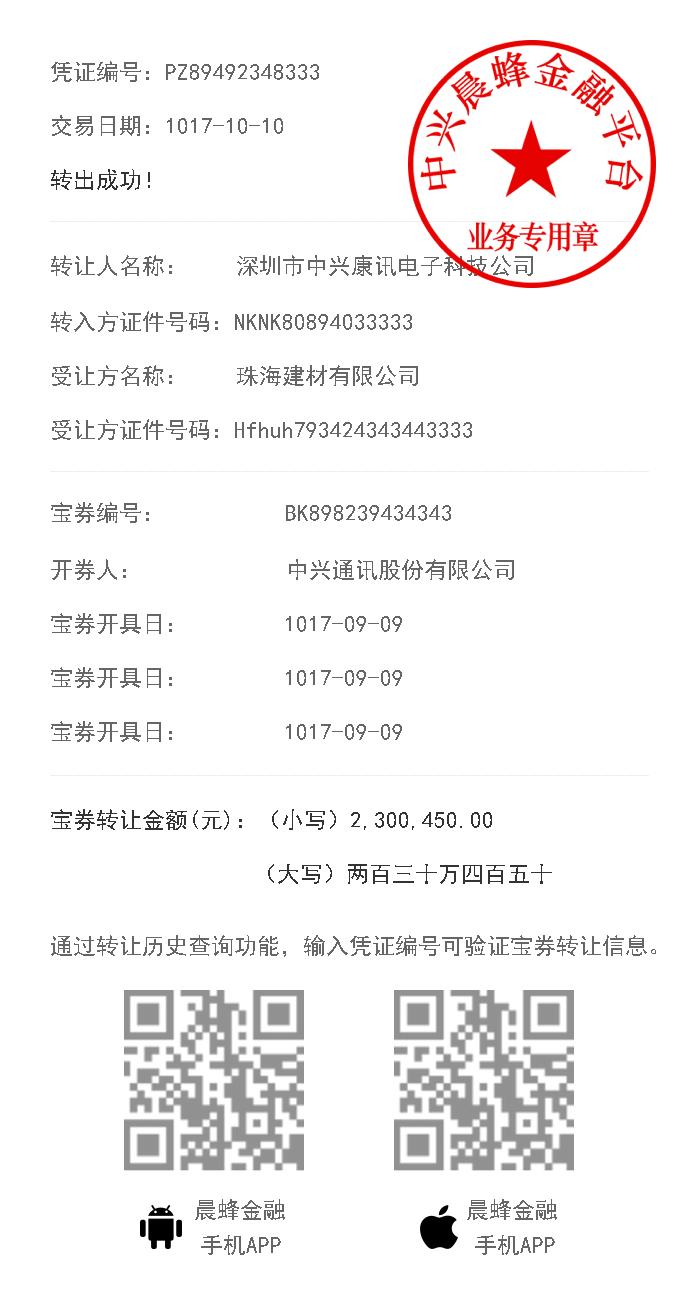 凭证编号：PZ89492348333
交易日期：1017-10-10
转出成功!
中兴晨蜂金融平台
业务专用章
转让人名称： 深圳市中兴康讯电子科技公司
转入方证件号码：NKNK80894033333
受让方名称： 珠海建材有限公司
受让方证件号码：Hfhuh793424343443333
宝券编号： BK898239434343
开券人： 中兴通讯股份有限公司
宝券开具日： 1017-09-09
宝券开具日： 1017-09-09
宝券开具日： 1017-09-09
宝券转让金额(元)：（小写）2,300,450.00
（大写）两百三十万四百五十
通过转让历史查询功能，输入凭证编号可验证宝券转让信息。
晨蜂金融
手机APP
晨蜂金融
手机APP